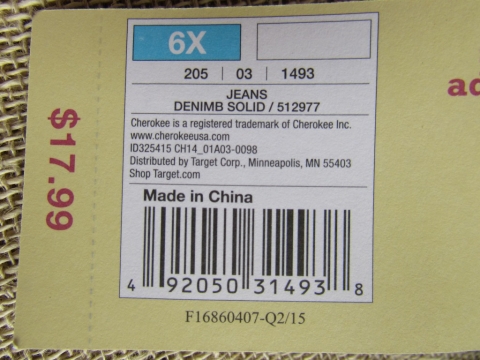 6X
205 | 03 | 1493
JEANS
DENIMB SOLID / 512977
Cherokee is a registered trademark of Cherokee Inc.
www.cherokeeusa.com
ID325415 CH14_01A03-0098
Distributed by Target Corp., Minneapolis, MN 55403
Shop Target.com
Made in China
4 92050 31493 8
F16860407-Q2/15
$17.99
ad